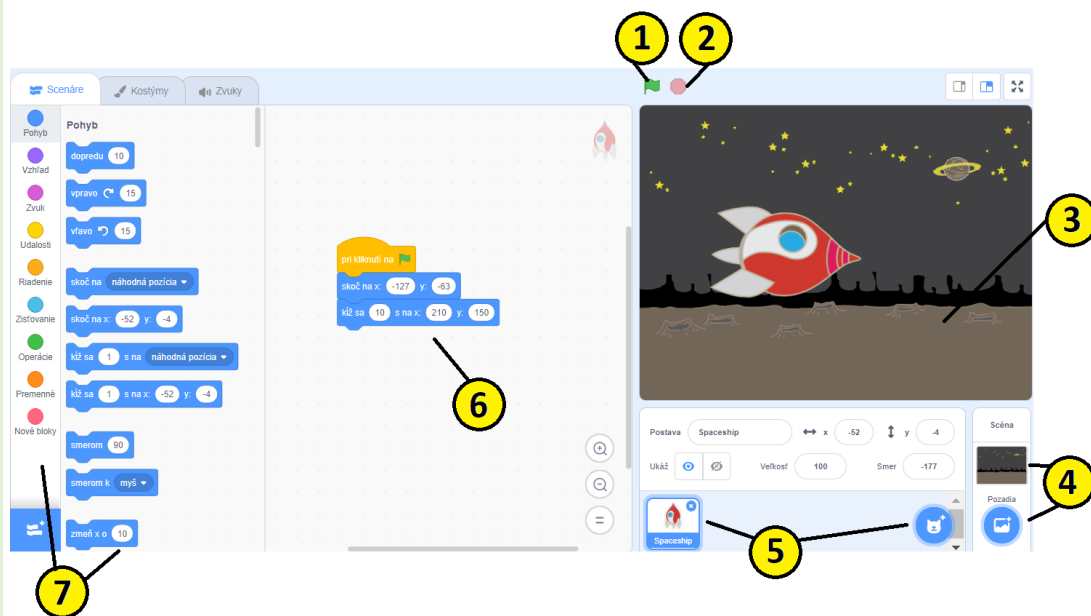 1
2
Scenáre
Kostýmy
Zvuky
Pohyb
Vzhľad
Zvuk
Udalosti
Riadenie
Zisťovanie
Operácie
Premenné
Nové bloky
Pohyb
dopredu 10
vpravo 15
vľavo 15
skoč na náhodná pozícia
skoč na x: -52 y: -4
kĺž sa 1 s na náhodná pozícia
kĺž sa 1 s na x: -52 y: -4
smerom 90
smerom k myš
zmeň x o 10
pri kliknutí na
skoč na x: -127 y: -63
kĺž sa 10 s na x: 210 y: 150
6
3
Postava Spaceship x -52 y -4
Ukáž Veľkosť 100 Smer -177
Spaceship
Scéna
Pozadia
4
5
7